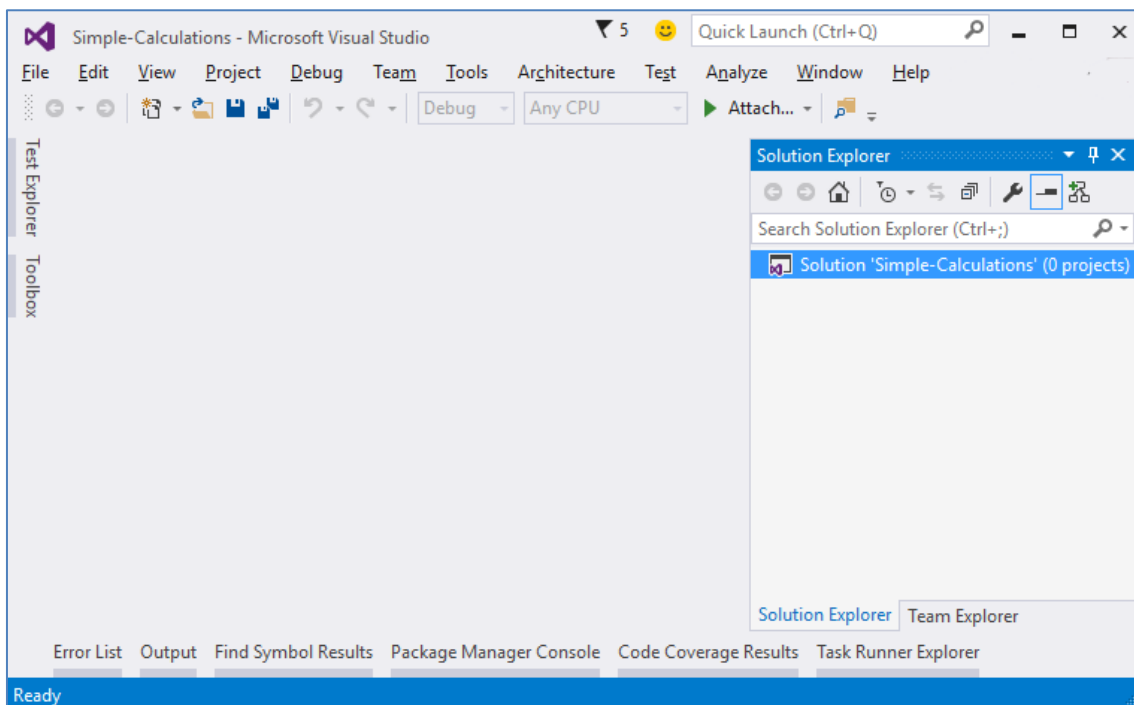 Simple-Calculations - Microsoft Visual Studio 5 Quick Launch (Ctrl+Q)
File Edit View Project Debug Team Tools Architecture Test Analyze Window Help
Debug Any CPU Attach...
Test Explorer
Toolbox
Solution Explorer
Search Solution Explorer (Ctrl+;)
Solution 'Simple-Calculations' (0 projects)
Solution Explorer Team Explorer
Error List Output Find Symbol Results Package Manager Console Code Coverage Results Task Runner Explorer
Ready